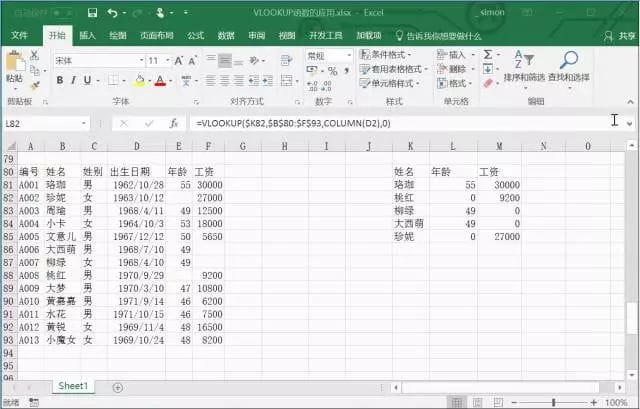 自动保存
VLOOKUP函数的应用.xlsx - Excel
_simon
文件 开始 插入 绘图 页面布局 公式 数据 审阅 视图 开发工具 加载项 告诉我你想要做什么 共享
宋体 11 常规 条件格式 插入
粘贴 套用表格格式 删除 排序和筛选 查找和选择
单元格样式 格式
剪贴板 字体 对齐方式 数字 样式 单元格 编辑
L82 =VLOOKUP($K82,$B$80:$F$93,COLUMN(D2),0)
A B C D E F G H I J K L M N O
79
80 编号 姓名 姓别 出生日期 年龄 工资 姓名 年龄 工资
81 A001 珞珈 男 1962/10/28 55 30000 珞珈 55 30000
82 A002 珍妮 女 1963/10/12 27000 桃红 0 9200
83 A003 周瑜 男 1968/4/11 49 12500 柳绿 49 0
84 A004 小卡 女 1964/10/3 53 18000 大西萌 49 0
85 A005 文意儿 男 1967/12/12 50 5650 珍妮 0 27000
86 A006 大西萌 男 1968/7/10 49
87 A007 柳绿 女 1968/4/10 49
88 A008 桃红 男 1970/9/29 9200
89 A009 大梦 男 1970/3/10 47 10800
90 A010 黄嘉嘉 男 1971/9/14 46 6200
91 A011 水花 男 1971/10/15 46 7500
92 A012 黄锐 女 1969/11/4 48 16500
93 A013 小魔女 女 1969/10/24 48 8200
94
95
96
Sheet1
就绪 100%